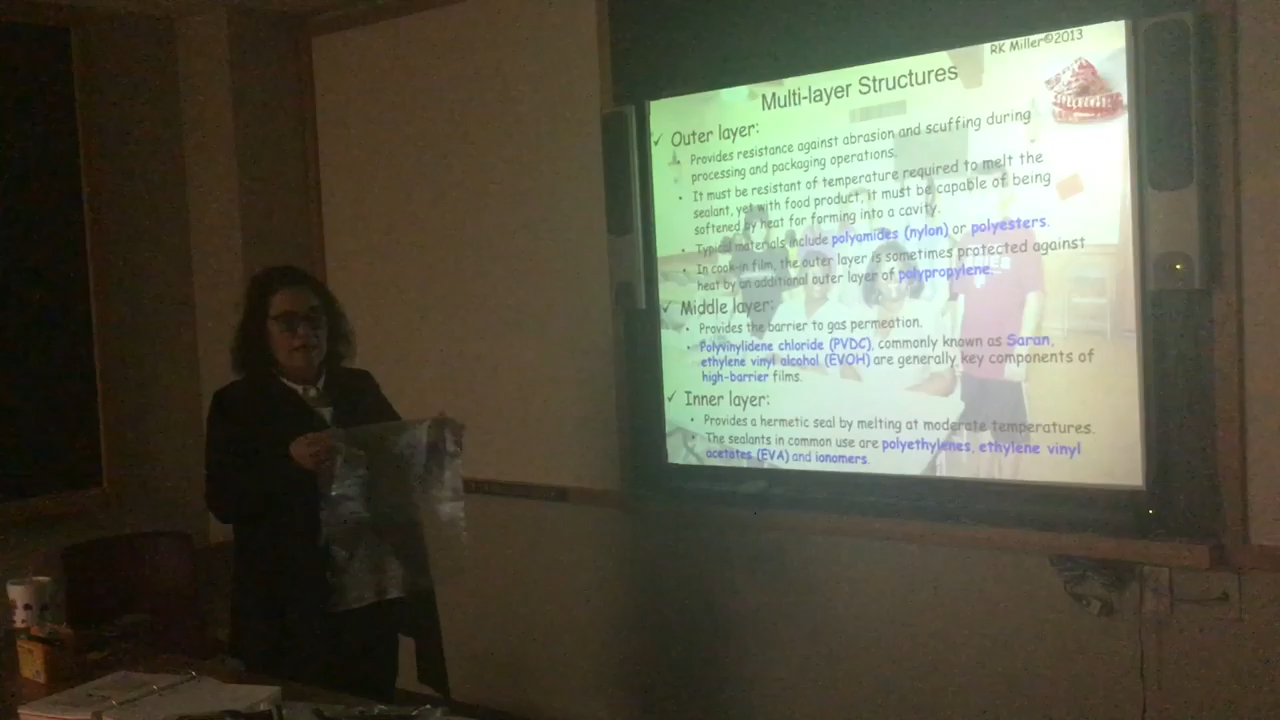 RK Miller©2013
Multi-layer Structures
✓ Outer layer:
• Provides resistance against abrasion and scuffing during
processing and packaging operations.
• It must be resistant of temperature required to melt the
sealant, yet with food product, it must be capable of being
softened by heat for forming into a cavity.
• Typical materials include polyamides (nylon) or polyesters.
• In cook-in film, the outer layer is sometimes protected against
heat by an additional outer layer of polypropylene.
✓ Middle layer:
• Provides the barrier to gas permeation.
• Polyvinylidene chloride (PVDC), commonly known as Saran,
ethylene vinyl alcohol (EVOH) are generally key components of
high-barrier films.
✓ Inner layer:
• Provides a hermetic seal by melting at moderate temperatures.
• The sealants in common use are polyethylenes, ethylene vinyl
acetates (EVA) and ionomers.